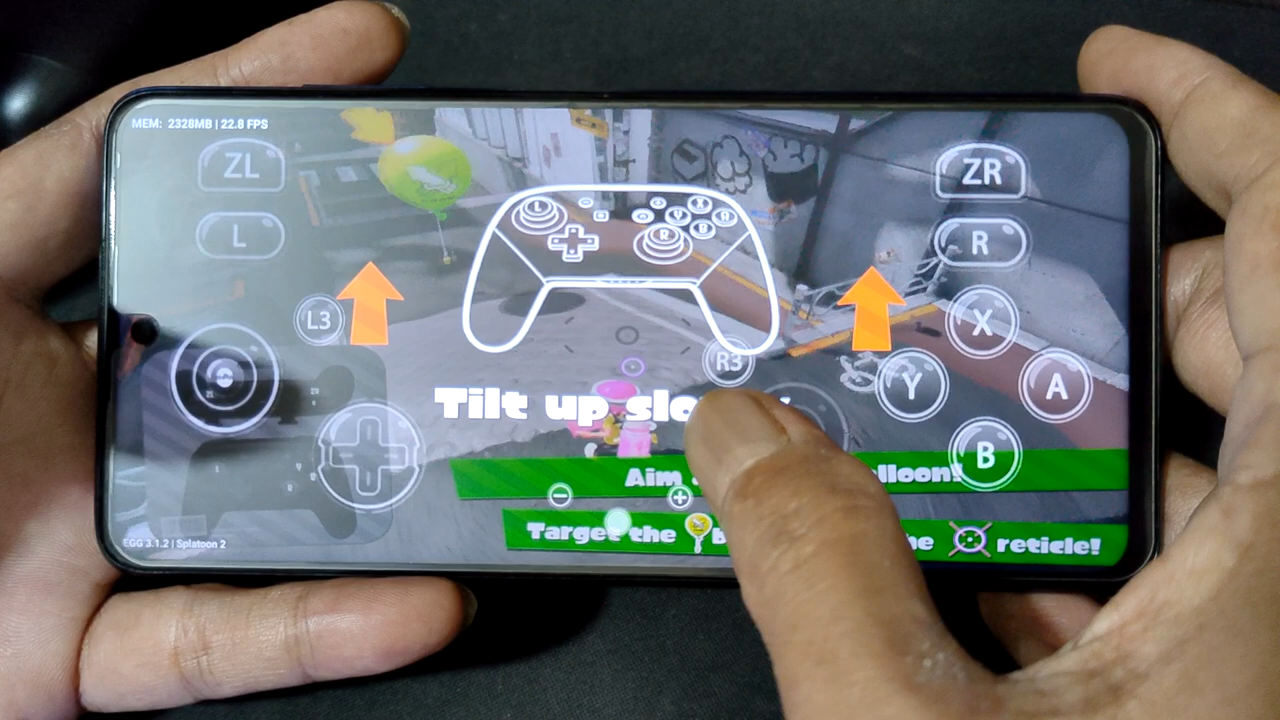 MEM: 2328MB | 22.8 FPS
ZL
ZR
L
R
L3
X
R3
Y
A
Tilt up slo
B
Aim
lloon!
Target the
he
reticle!
EGG 3.1.2 | Splatoon 2